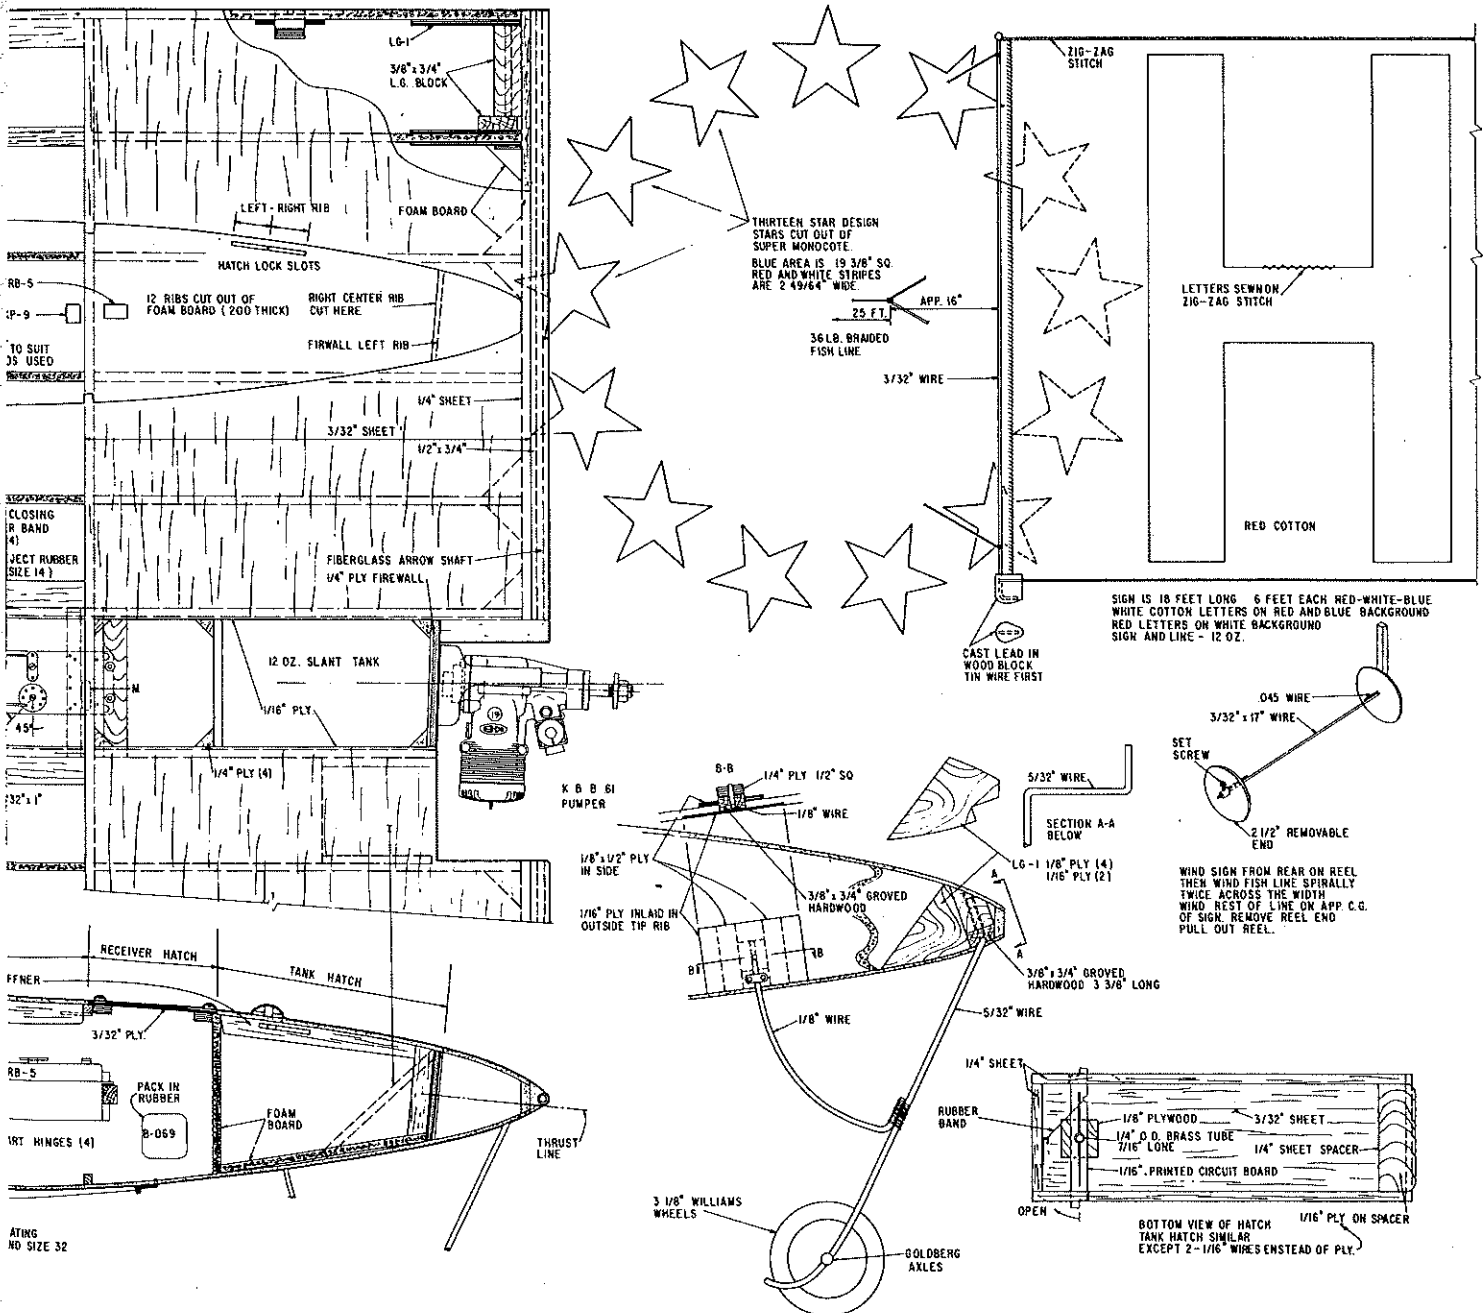 LG-1
3/8" x 3/4"
L.G. BLOCK
LEFT-RIGHT RIB
FOAM BOARD
HATCH LOCK SLOTS
RB-5
12 RIBS CUT OUT OF
FOAM BOARD (200 THICK)
RIGHT CENTER RIB
CUT HERE
FIRWALL LEFT RIB
TO SUIT
USED
1/4" SHEET
3/32" SHEET
1/2" x 3/4"
CLOSING
R BAND
4)
JECT RUBBER
SIZE 14)
FIBERGLASS ARROW SHAFT
1/4" PLY FIREWALL
12 OZ. SLANT TANK
M
45°
1/16" PLY
1/4" PLY (4)
32" x 1"
K B B 61
PUMPER
19
THIRTEEN STAR DESIGN
STARS CUT OUT OF
SUPER MONOCOTE.
BLUE AREA IS 19 3/8" SQ.
RED AND WHITE STRIPES
ARE 2 49/64" WIDE.
APP. 16"
25 FT.
36 LB. BRAIDED
FISH LINE
3/32" WIRE
ZIG-ZAG
STITCH
LETTERS SEWN ON
ZIG-ZAG STITCH
RED COTTON
SIGN IS 18 FEET LONG 6 FEET EACH RED-WHITE-BLUE
WHITE COTTON LETTERS ON RED AND BLUE BACKGROUND
RED LETTERS ON WHITE BACKGROUND
SIGN AND LINE - 12 OZ.
CAST LEAD IN
WOOD BLOCK
TIN WIRE FIRST
.045 WIRE
3/32" x 17" WIRE
SET
SCREW
2 1/2" REMOVABLE
END
WIND SIGN FROM REAR ON REEL
THEN WIND FISH LINE SPIRALLY
TWICE ACROSS THE WIDTH
WIND REST OF LINE ON APP. C.G.
OF SIGN. REMOVE REEL END
PULL OUT REEL.
B-B
1/4" PLY 1/2" SQ
1/8" WIRE
5/32" WIRE
SECTION A-A
BELOW
1/8" x 1/2" PLY
IN SIDE
LG-1 1/8" PLY (4)
1/16" PLY (2)
3/8" x 3/4" GROVED
HARDWOOD
1/16" PLY INLAID IN
OUTSIDE TIP RIB
A
A
B
B
3/8" x 3/4" GROVED
HARDWOOD 3 3/8" LONG
1/8" WIRE
5/32" WIRE
RECEIVER HATCH
TANK HATCH
FFNER
3/32" PLY.
RB-5
PACK IN
RUBBER
B-069
FOAM
BOARD
ART HINGES (4)
THRUST
LINE
ATING
ND SIZE 32
3 1/8" WILLIAMS
WHEELS
GOLDBERG
AXLES
1/4" SHEET
RUBBER
BAND
1/8" PLYWOOD
3/32" SHEET
1/4" O.D. BRASS TUBE
7/16" LONE
1/4" SHEET SPACER
1/16" PRINTED CIRCUIT BOARD
OPEN
1/16" PLY ON SPACER
BOTTOM VIEW OF HATCH
TANK HATCH SIMILAR
EXCEPT 2-1/16" WIRES ENSTEAD OF PLY.